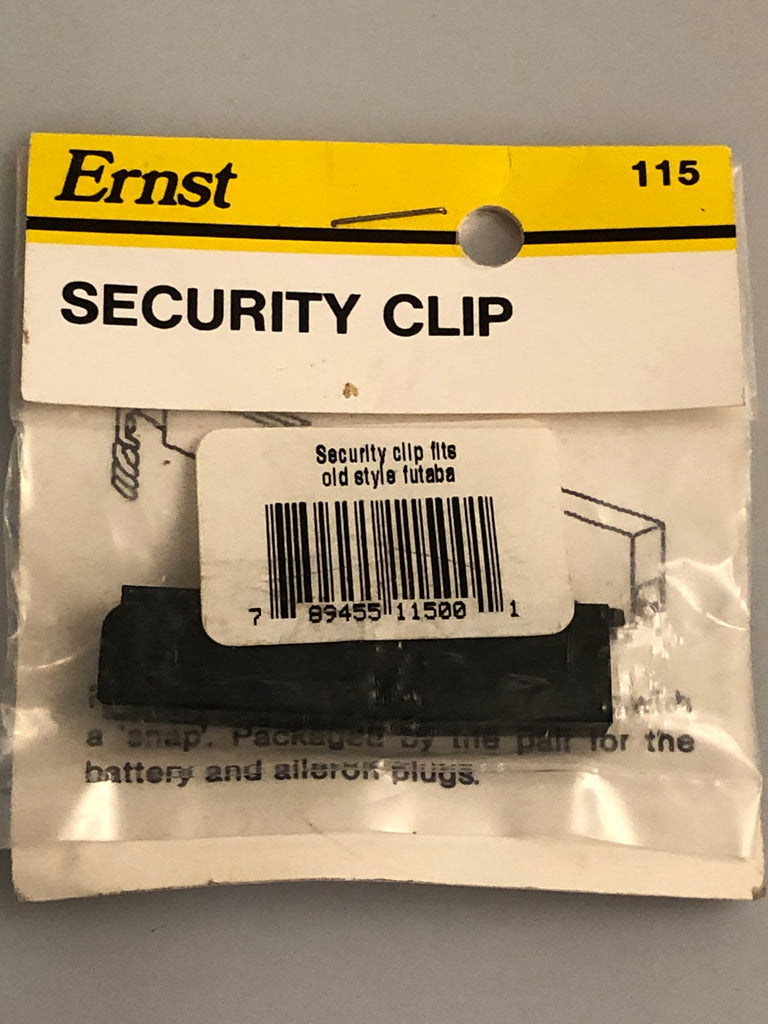 Ernst
115
SECURITY CLIP
Security clip fits
old style futaba
7 89455 11500 1
with
a 'snap'. Packaged by the pair for the
battery and aileron plugs.